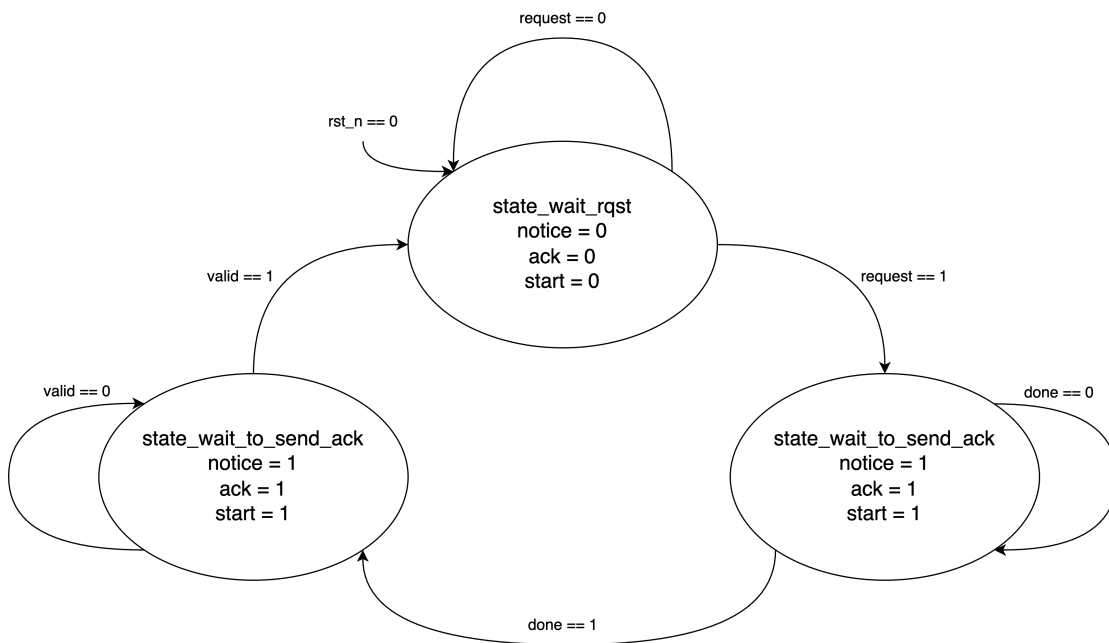 request == 0
rst_n == 0
state_wait_rqst
notice = 0
ack = 0
start = 0
valid == 1
request == 1
valid == 0
state_wait_to_send_ack
notice = 1
ack = 1
start = 1
done == 0
state_wait_to_send_ack
notice = 1
ack = 1
start = 1
done == 1